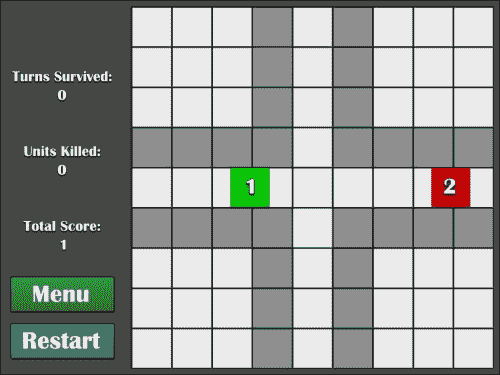 Turns Survived:
0
Units Killed:
0
1
2
Total Score:
1
Menu
Restart